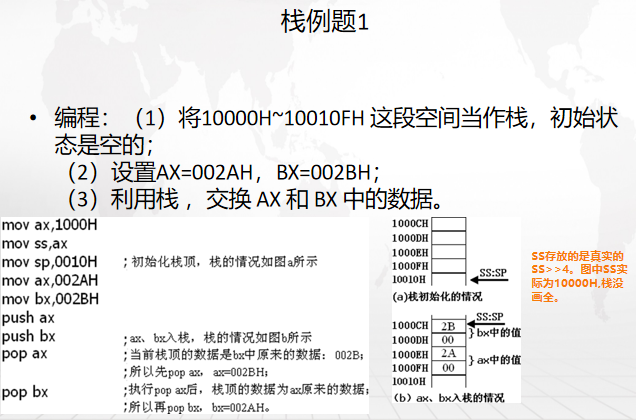 栈例题1
• 编程：（1）将10000H~10010FH 这段空间当作栈，初始状
态是空的；
（2）设置AX=002AH，BX=002BH；
（3）利用栈 ，交换 AX 和 BX 中的数据。
mov ax,1000H
mov ss,ax
mov sp,0010H ；初始化栈顶，栈的情况如图a所示
mov ax,002AH
mov bx,002BH
push ax
push bx ；ax、bx入栈，栈的情况如图b所示
pop ax ；当前栈顶的数据是bx中原来的数据：002B；
；所以先pop ax，ax=002BH；
pop bx ；执行pop ax后，栈顶的数据为ax原来的数据；
；所以再pop bx，bx=002AH。
1000CH
1000DH
1000EH
1000FH
10010H
SS:SP
(a)栈初始化的情况
SS:SP
1000CH 2B
1000DH 00
bx中的值
1000EH 2A
1000FH 00
ax中的值
10010H
（b）ax、bx入栈的情况
SS存放的是真实的
SS>>4。图中SS实
际为10000H,栈没
画全。